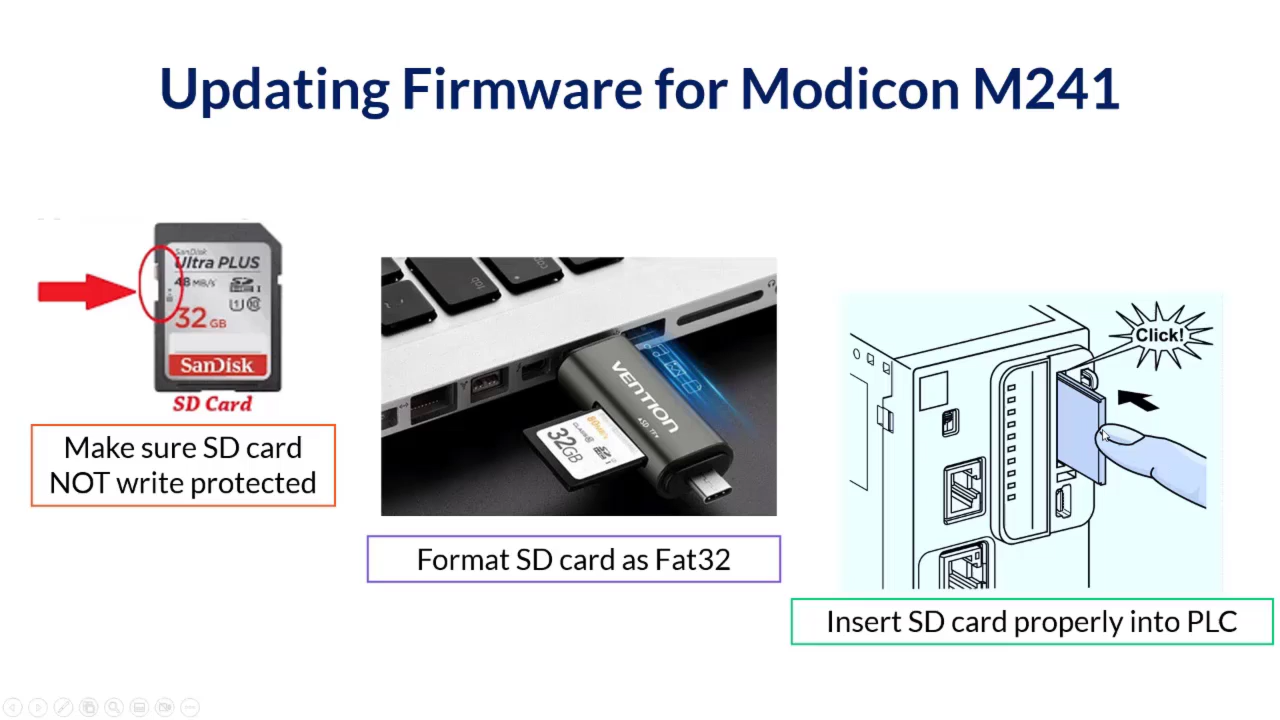 Updating Firmware for Modicon M241
SanDisk
Ultra PLUS
48 MB/s
32 GB
SanDisk
SD Card
Make sure SD card
NOT write protected
VENTION
32GB
Format SD card as Fat32
Click!
Insert SD card properly into PLC